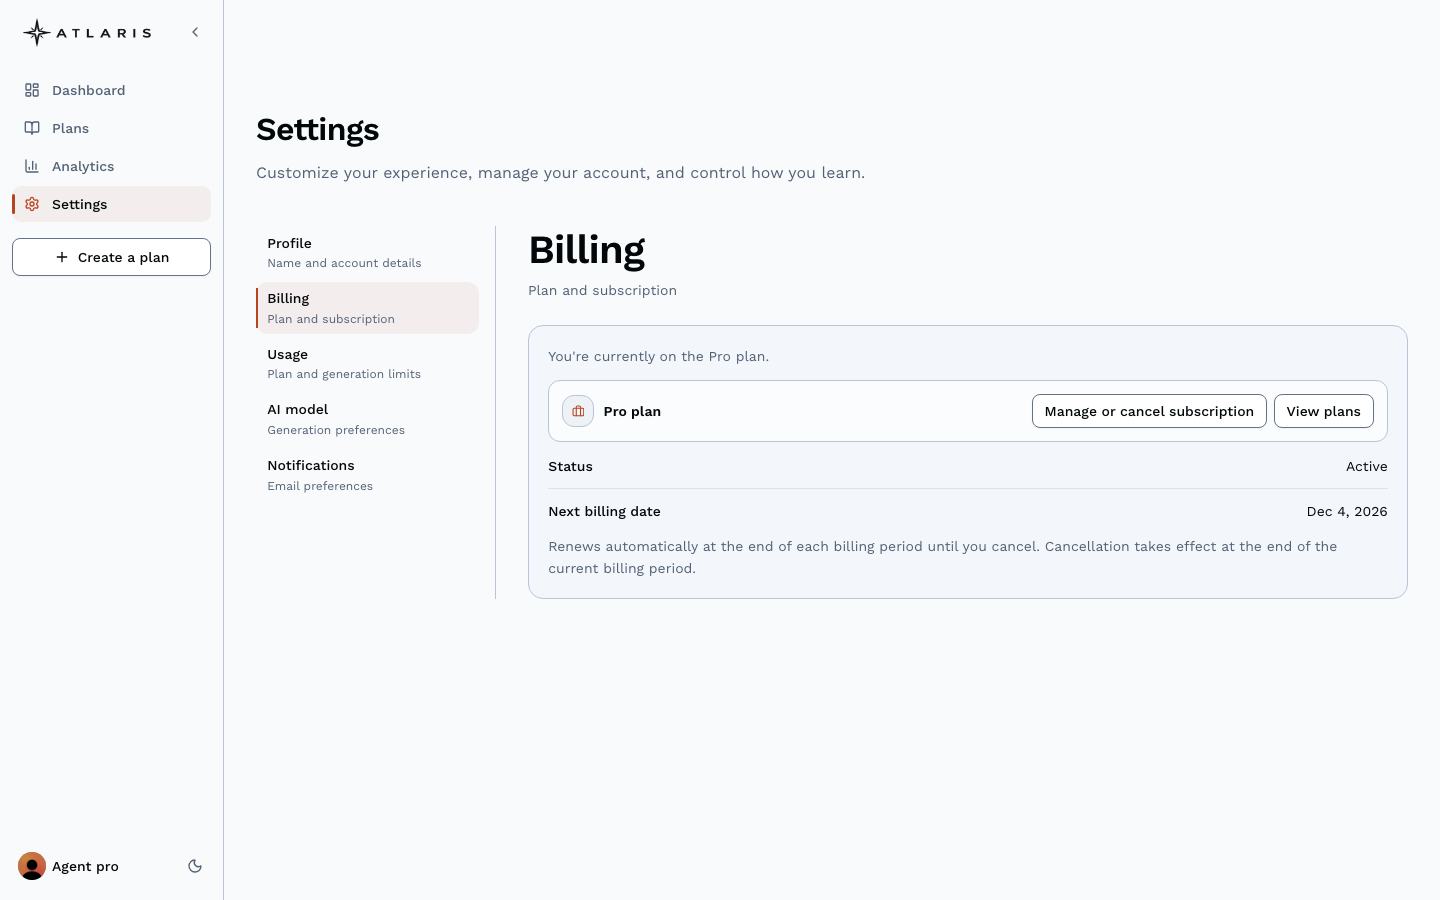 ATLARIS
Dashboard
Plans
Analytics
Settings
Create a plan
Agent pro
Settings
Customize your experience, manage your account, and control how you learn.
Profile
Name and account details
Billing
Plan and subscription
Usage
Plan and generation limits
AI model
Generation preferences
Notifications
Email preferences
Billing
Plan and subscription
You're currently on the Pro plan.
Pro plan
Manage or cancel subscription
View plans
Status
Active
Next billing date
Dec 4, 2026
Renews automatically at the end of each billing period until you cancel. Cancellation takes effect at the end of the
current billing period.